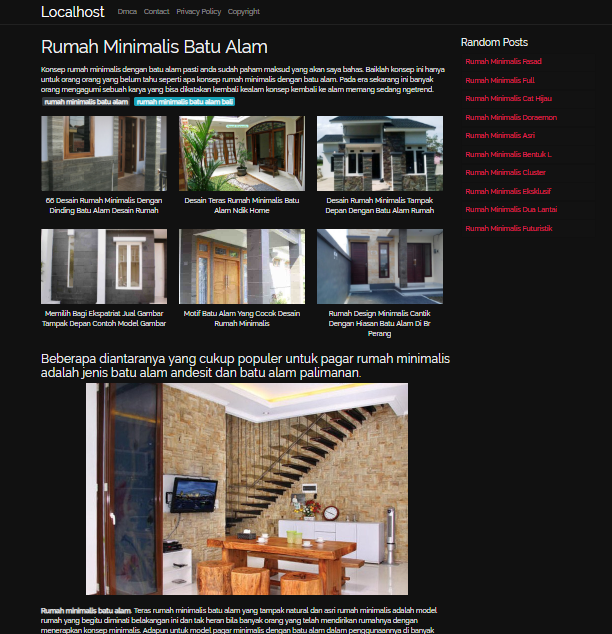 Localhost
Dmca Contact Privacy Policy Copyright
Rumah Minimalis Batu Alam
Konsep rumah minimalis dengan batu alam pasti anda sudah paham maksud yang akan saya bahas. Baiklah konsep ini hanya
untuk orang orang yang belum tahu seperti apa konsep rumah minimalis dengan batu alam. Pada era sekarang ini banyak
orang mengagumi sebuah karya yang bisa dikatakan kembali kealam konsep kembali ke alam memang sedang ngetrend.
rumah minimalis batu alam rumah minimalis batu alam bali
66 Desain Rumah Minimalis Dengan
Dinding Batu Alam Desain Rumah
Desain Teras Rumah Minimalis Batu
Alam Ndik Home
Desain Rumah Minimalis Tampak
Depan Dengan Batu Alam Rumah
Memilih Bagi Ekspatriat Jual Gambar
Tampak Depan Contoh Model Gambar
Motif Batu Alam Yang Cocok Desain
Rumah Minimalis
Rumah Design Minimalis Cantik
Dengan Hiasan Batu Alam Di Br
Perang
Beberapa diantaranya yang cukup populer untuk pagar rumah minimalis
adalah jenis batu alam andesit dan batu alam palimanan.
Rumah minimalis batu alam. Teras rumah minimalis batu alam yang tampak natural dan asri rumah minimalis adalah model
rumah yang begitu diminati belakangan ini dan tak heran bila banyak orang yang telah mendirikan rumahnya dengan
menerapkan konsep minimalis. Adapun untuk model pagar minimalis dengan batu alam dalam penggunaannya di banyak
Random Posts
Rumah Minimalis Fasad
Rumah Minimalis Full
Rumah Minimalis Cat Hijau
Rumah Minimalis Doraemon
Rumah Minimalis Asri
Rumah Minimalis Bentuk L
Rumah Minimalis Cluster
Rumah Minimalis Eksklusif
Rumah Minimalis Dua Lantai
Rumah Minimalis Futuristik